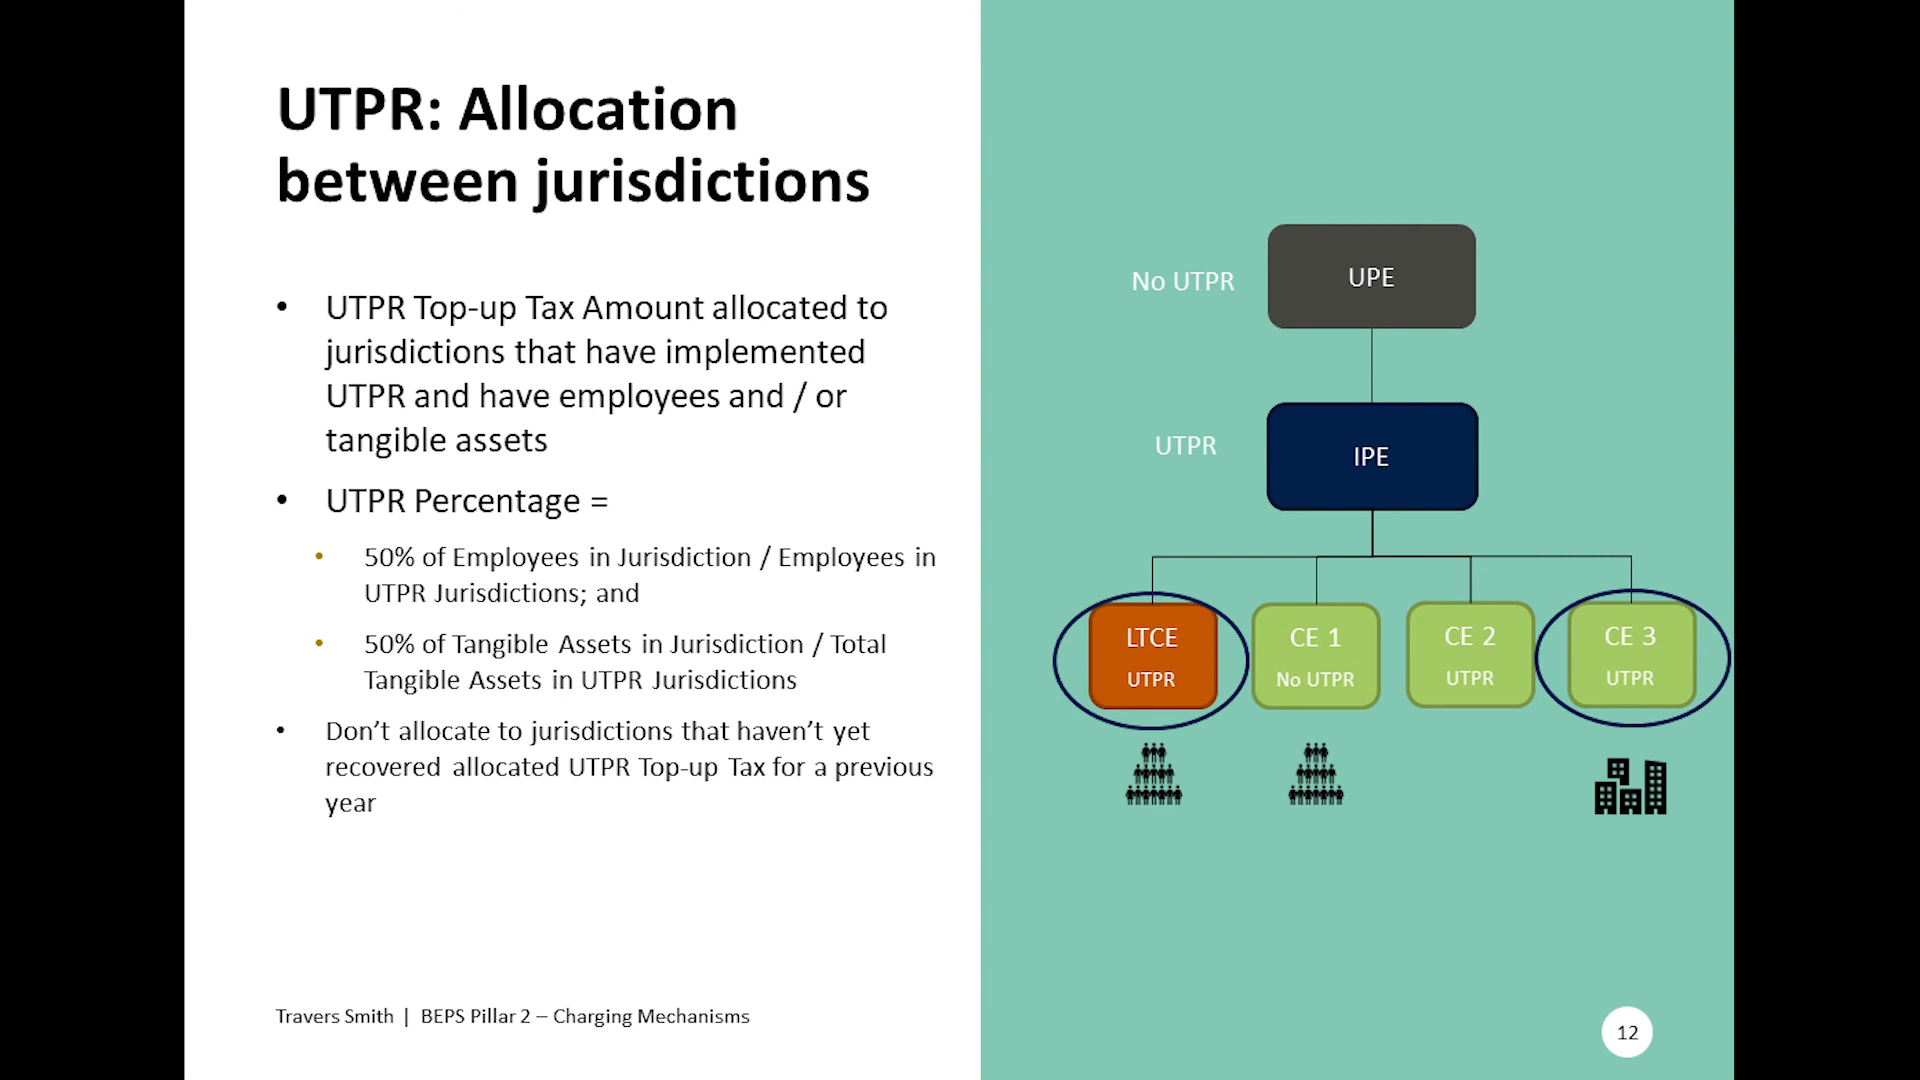 UTPR: Allocation
between jurisdictions
• UTPR Top-up Tax Amount allocated to
jurisdictions that have implemented
UTPR and have employees and / or
tangible assets
• UTPR Percentage =
• 50% of Employees in Jurisdiction / Employees in
UTPR Jurisdictions; and
• 50% of Tangible Assets in Jurisdiction / Total
Tangible Assets in UTPR Jurisdictions
• Don’t allocate to jurisdictions that haven’t yet
recovered allocated UTPR Top-up Tax for a previous
year
Travers Smith | BEPS Pillar 2 – Charging Mechanisms
No UTPR
UPE
UTPR
IPE
LTCE
UTPR
CE 1
No UTPR
CE 2
UTPR
CE 3
UTPR
12